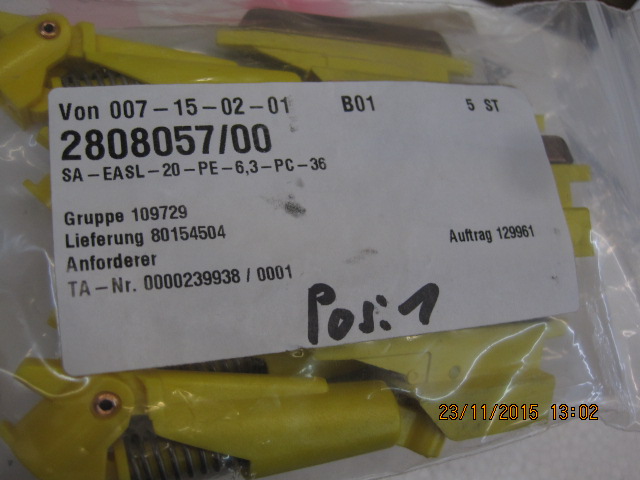 Von 007-15-02-01 B01 5 ST
2808057/00
SA-EASL-20-PE-6,3-PC-36
Gruppe 109729
Lieferung 80154504 Auftrag 129961
Anforderer
TA-Nr. 0000239938 / 0001
Pos: 1
23/11/2015 13:02